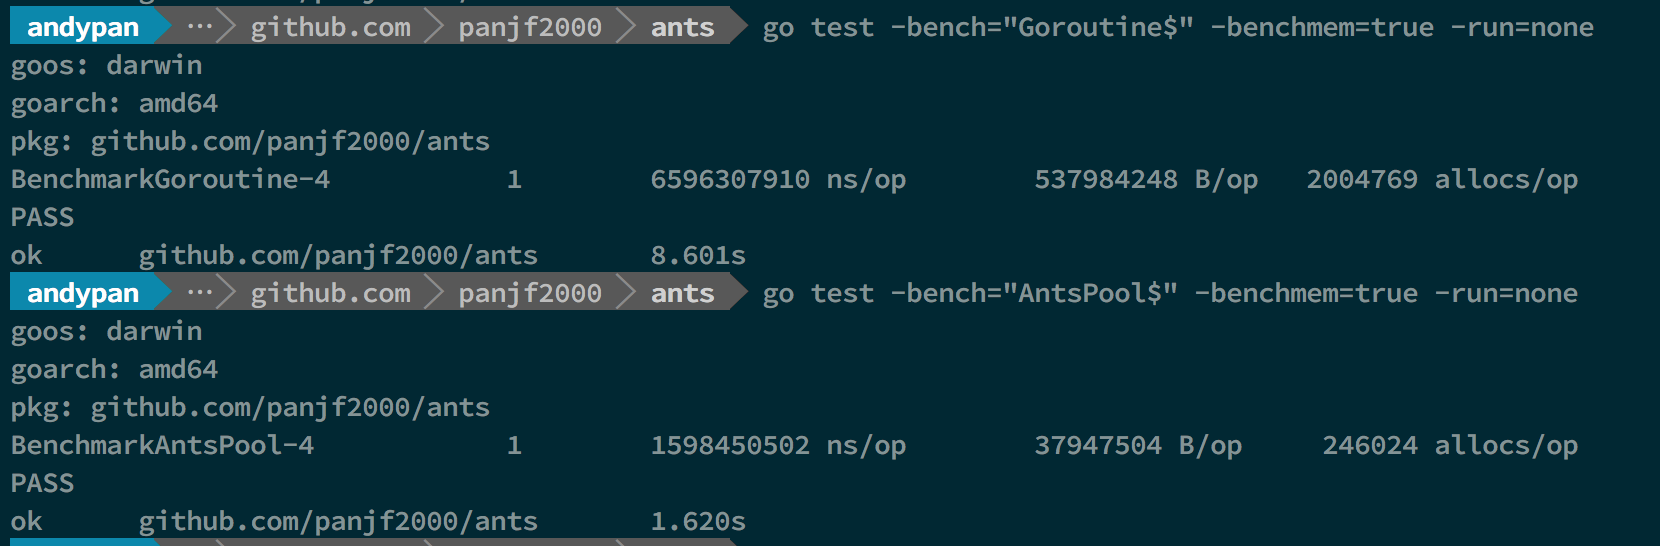 andypan ··· github.com panjf2000 ants go test -bench="Goroutine$" -benchmem=true -run=none
goos: darwin
goarch: amd64
pkg: github.com/panjf2000/ants
BenchmarkGoroutine-4 1 6596307910 ns/op 537984248 B/op 2004769 allocs/op
PASS
ok github.com/panjf2000/ants 8.601s
andypan ··· github.com panjf2000 ants go test -bench="AntsPool$" -benchmem=true -run=none
goos: darwin
goarch: amd64
pkg: github.com/panjf2000/ants
BenchmarkAntsPool-4 1 1598450502 ns/op 37947504 B/op 246024 allocs/op
PASS
ok github.com/panjf2000/ants 1.620s